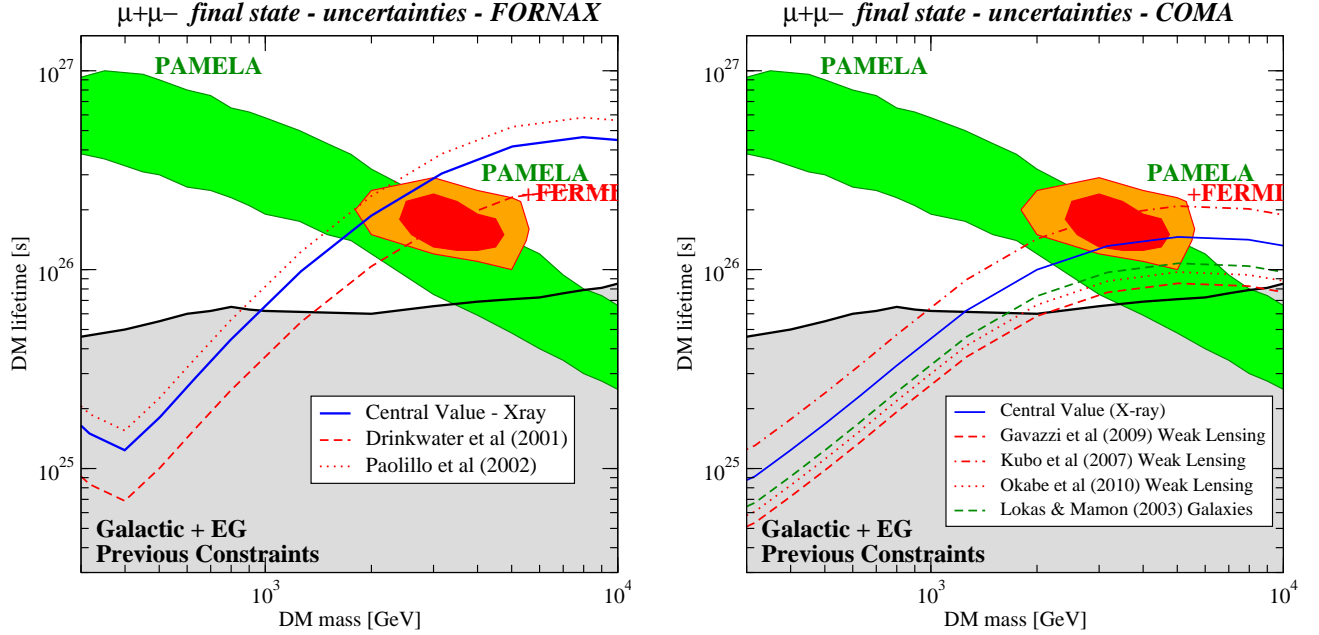 μ+μ− final state - uncertainties - FORNAX
PAMELA
PAMELA
+FERMI
10^27
10^26
10^25
DM lifetime [s]
Central Value - Xray
Drinkwater et al (2001)
Paolillo et al (2002)
Galactic + EG
Previous Constraints
10^3
10^4
DM mass [GeV]
μ+μ− final state - uncertainties - COMA
PAMELA
PAMELA
+FERMI
10^27
10^26
10^25
DM lifetime [s]
Central Value (X-ray)
Gavazzi et al (2009) Weak Lensing
Kubo et al (2007) Weak Lensing
Okabe et al (2010) Weak Lensing
Lokas & Mamon (2003) Galaxies
Galactic + EG
Previous Constraints
10^3
10^4
DM mass [GeV]